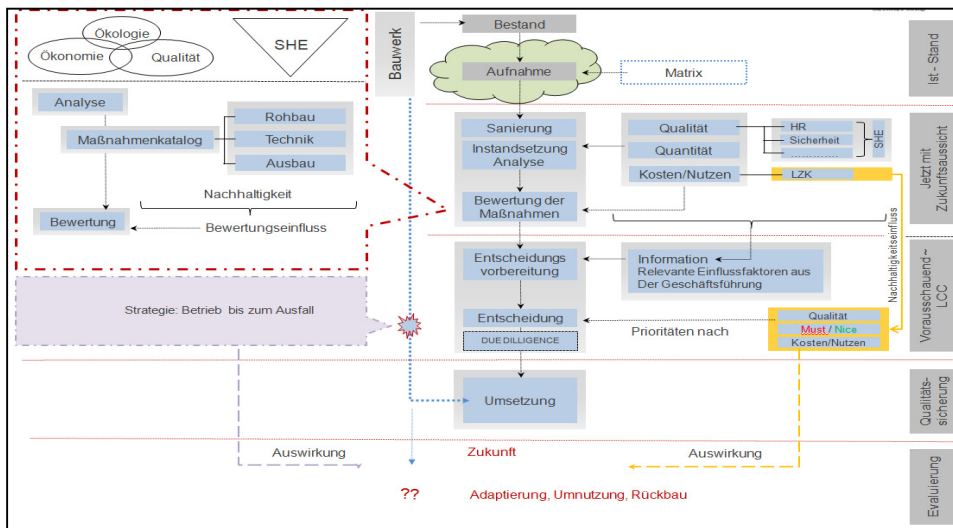 Ökologie
Ökonomie
Qualität
SHE
Bauwerk
Bestand
Aufnahme
Matrix
Ist - Stand
Analyse
Maßnahmenkatalog
Rohbau
Technik
Ausbau
Nachhaltigkeit
Bewertung
Bewertungseinfluss
Sanierung
Instandsetzung
Analyse
Bewertung der
Maßnahmen
Qualität
Quantität
Kosten/Nutzen
HR
Sicherheit
…………..
SHE
LZK
Jetzt mit
Zukunftsaussicht
Nachhaltigkeitseinfluss
Strategie: Betrieb bis zum Ausfall
Entscheidungs
vorbereitung
Information
Relevante Einflussfaktoren aus
Der Geschäftsführung
Entscheidung
DUE DILLIGENCE
Prioritäten nach
Qualität
Must / Nice
Kosten/Nutzen
Vorausschauend ~
LCC
Umsetzung
Qualitäts-
sicherung
Auswirkung
Zukunft
Auswirkung
??
Adaptierung, Umnutzung, Rückbau
Evaluierung